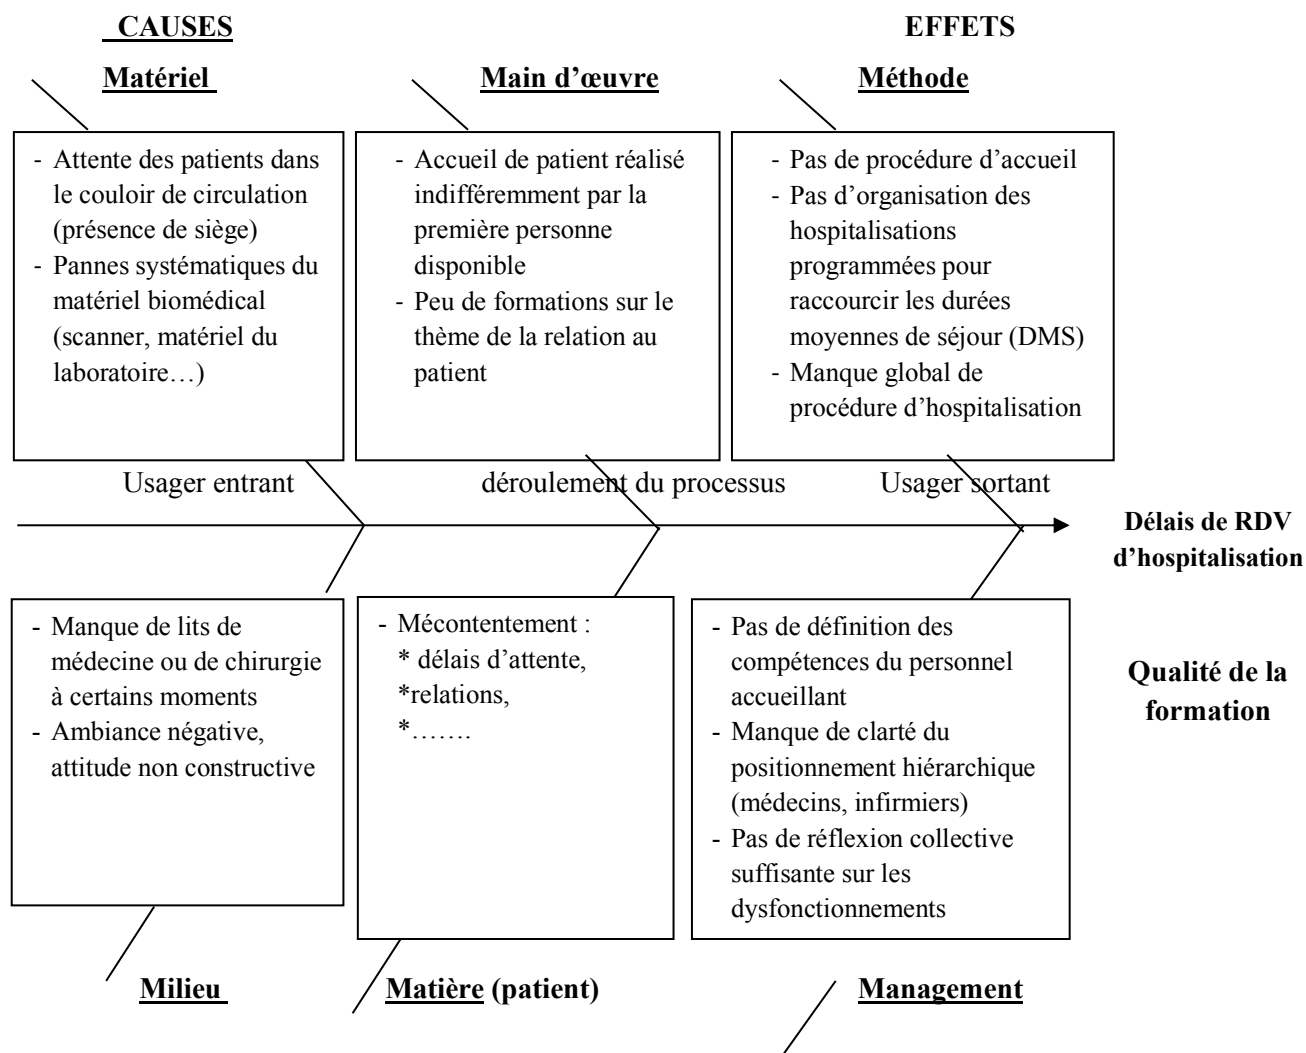 CAUSES
EFFETS
Matériel
Main d’œuvre
Méthode
- Attente des patients dans
le couloir de circulation
(présence de siège)
- Pannes systématiques du
matériel biomédical
(scanner, matériel du
laboratoire…)
- Accueil de patient réalisé
indifféremment par la
première personne
disponible
- Peu de formations sur le
thème de la relation au
patient
- Pas de procédure d’accueil
- Pas d’organisation des
hospitalisations
programmées pour
raccourcir les durées
moyennes de séjour (DMS)
- Manque global de
procédure d’hospitalisation
Usager entrant
déroulement du processus
Usager sortant
Délais de RDV
d’hospitalisation
- Manque de lits de
médecine ou de chirurgie
à certains moments
- Ambiance négative,
attitude non constructive
- Mécontentement :
* délais d’attente,
*relations,
*…….
- Pas de définition des
compétences du personnel
accueillant
- Manque de clarté du
positionnement hiérarchique
(médecins, infirmiers)
- Pas de réflexion collective
suffisante sur les
dysfonctionnements
Qualité de la
formation
Milieu
Matière (patient)
Management